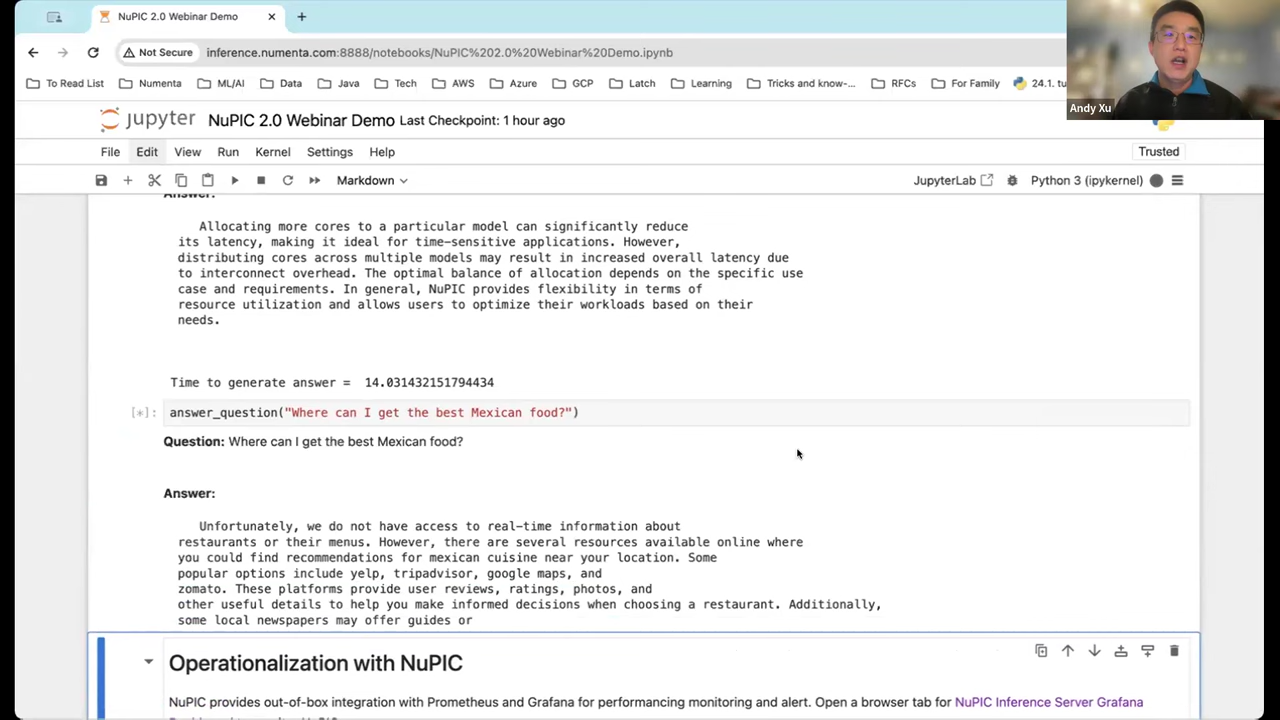 NuPIC 2.0 Webinar Demo
Not Secure inference.numenta.com:8888/notebooks/NuPIC%202.0%20Webinar%20Demo.ipynb
To Read List Numenta ML/AI Data Java Tech AWS Azure GCP Latch Learning Tricks and know-... RFCs For Family 24.1. tu
Andy Xu
jupyter NuPIC 2.0 Webinar Demo Last Checkpoint: 1 hour ago
File Edit View Run Kernel Settings Help Trusted
Markdown JupyterLab Python 3 (ipykernel)
Answer:
Allocating more cores to a particular model can significantly reduce
its latency, making it ideal for time-sensitive applications. However,
distributing cores across multiple models may result in increased overall latency due
to interconnect overhead. The optimal balance of allocation depends on the specific use
case and requirements. In general, NuPIC provides flexibility in terms of
resource utilization and allows users to optimize their workloads based on their
needs.
Time to generate answer = 14.031432151794434
[*]: answer_question("Where can I get the best Mexican food?")
Question: Where can I get the best Mexican food?
Answer:
Unfortunately, we do not have access to real-time information about
restaurants or their menus. However, there are several resources available online where
you could find recommendations for mexican cuisine near your location. Some
popular options include yelp, tripadvisor, google maps, and
zomato. These platforms provide user reviews, ratings, photos, and
other useful details to help you make informed decisions when choosing a restaurant. Additionally,
some local newspapers may offer guides or
Operationalization with NuPIC
NuPIC provides out-of-box integration with Prometheus and Grafana for performancing monitoring and alert. Open a browser tab for NuPIC Inference Server Grafana